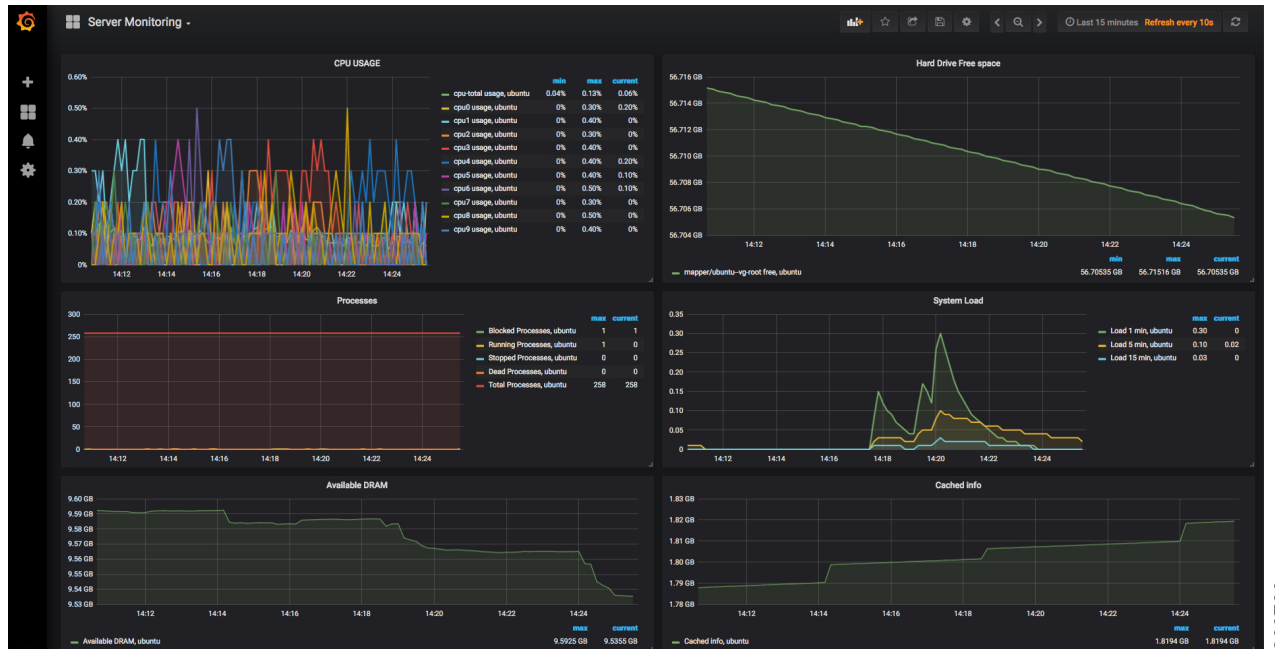 Server Monitoring
Last 15 minutes Refresh every 10s
CPU USAGE
0.60%
0.50%
0.40%
0.30%
0.20%
0.10%
0%
14:12 14:14 14:16 14:18 14:20 14:22 14:24
min max current
cpu-total usage, ubuntu 0.04% 0.13% 0.06%
cpu0 usage, ubuntu 0% 0.30% 0.20%
cpu1 usage, ubuntu 0% 0.40% 0%
cpu2 usage, ubuntu 0% 0.30% 0%
cpu3 usage, ubuntu 0% 0.40% 0%
cpu4 usage, ubuntu 0% 0.40% 0.20%
cpu5 usage, ubuntu 0% 0.40% 0.10%
cpu6 usage, ubuntu 0% 0.50% 0.10%
cpu7 usage, ubuntu 0% 0.30% 0%
cpu8 usage, ubuntu 0% 0.50% 0%
cpu9 usage, ubuntu 0% 0.40% 0%
Hard Drive Free space
56.716 GB
56.714 GB
56.712 GB
56.710 GB
56.708 GB
56.706 GB
56.704 GB
14:12 14:14 14:16 14:18 14:20 14:22 14:24
min max current
mapper/ubuntu-vg-root free, ubuntu 56.70535 GB 56.71516 GB 56.70535 GB
Processes
300
250
200
150
100
50
0
14:12 14:14 14:16 14:18 14:20 14:22 14:24
max current
Blocked Processes, ubuntu 1 1
Running Processes, ubuntu 1 0
Stopped Processes, ubuntu 0 0
Dead Processes, ubuntu 0 0
Total Processes, ubuntu 258 258
System Load
0.35
0.30
0.25
0.20
0.15
0.10
0.05
0
14:12 14:14 14:16 14:18 14:20 14:22 14:24
max current
Load 1 min, ubuntu 0.30 0
Load 5 min, ubuntu 0.10 0.02
Load 15 min, ubuntu 0.03 0
Available DRAM
9.60 GB
9.59 GB
9.58 GB
9.57 GB
9.56 GB
9.55 GB
9.54 GB
9.53 GB
14:12 14:14 14:16 14:18 14:20 14:22 14:24
max current
Available DRAM, ubuntu 9.5925 GB 9.5355 GB
Cached info
1.83 GB
1.82 GB
1.81 GB
1.80 GB
1.79 GB
1.78 GB
14:12 14:14 14:16 14:18 14:20 14:22 14:24
max current
Cached info, ubuntu 1.8194 GB 1.8194 GB